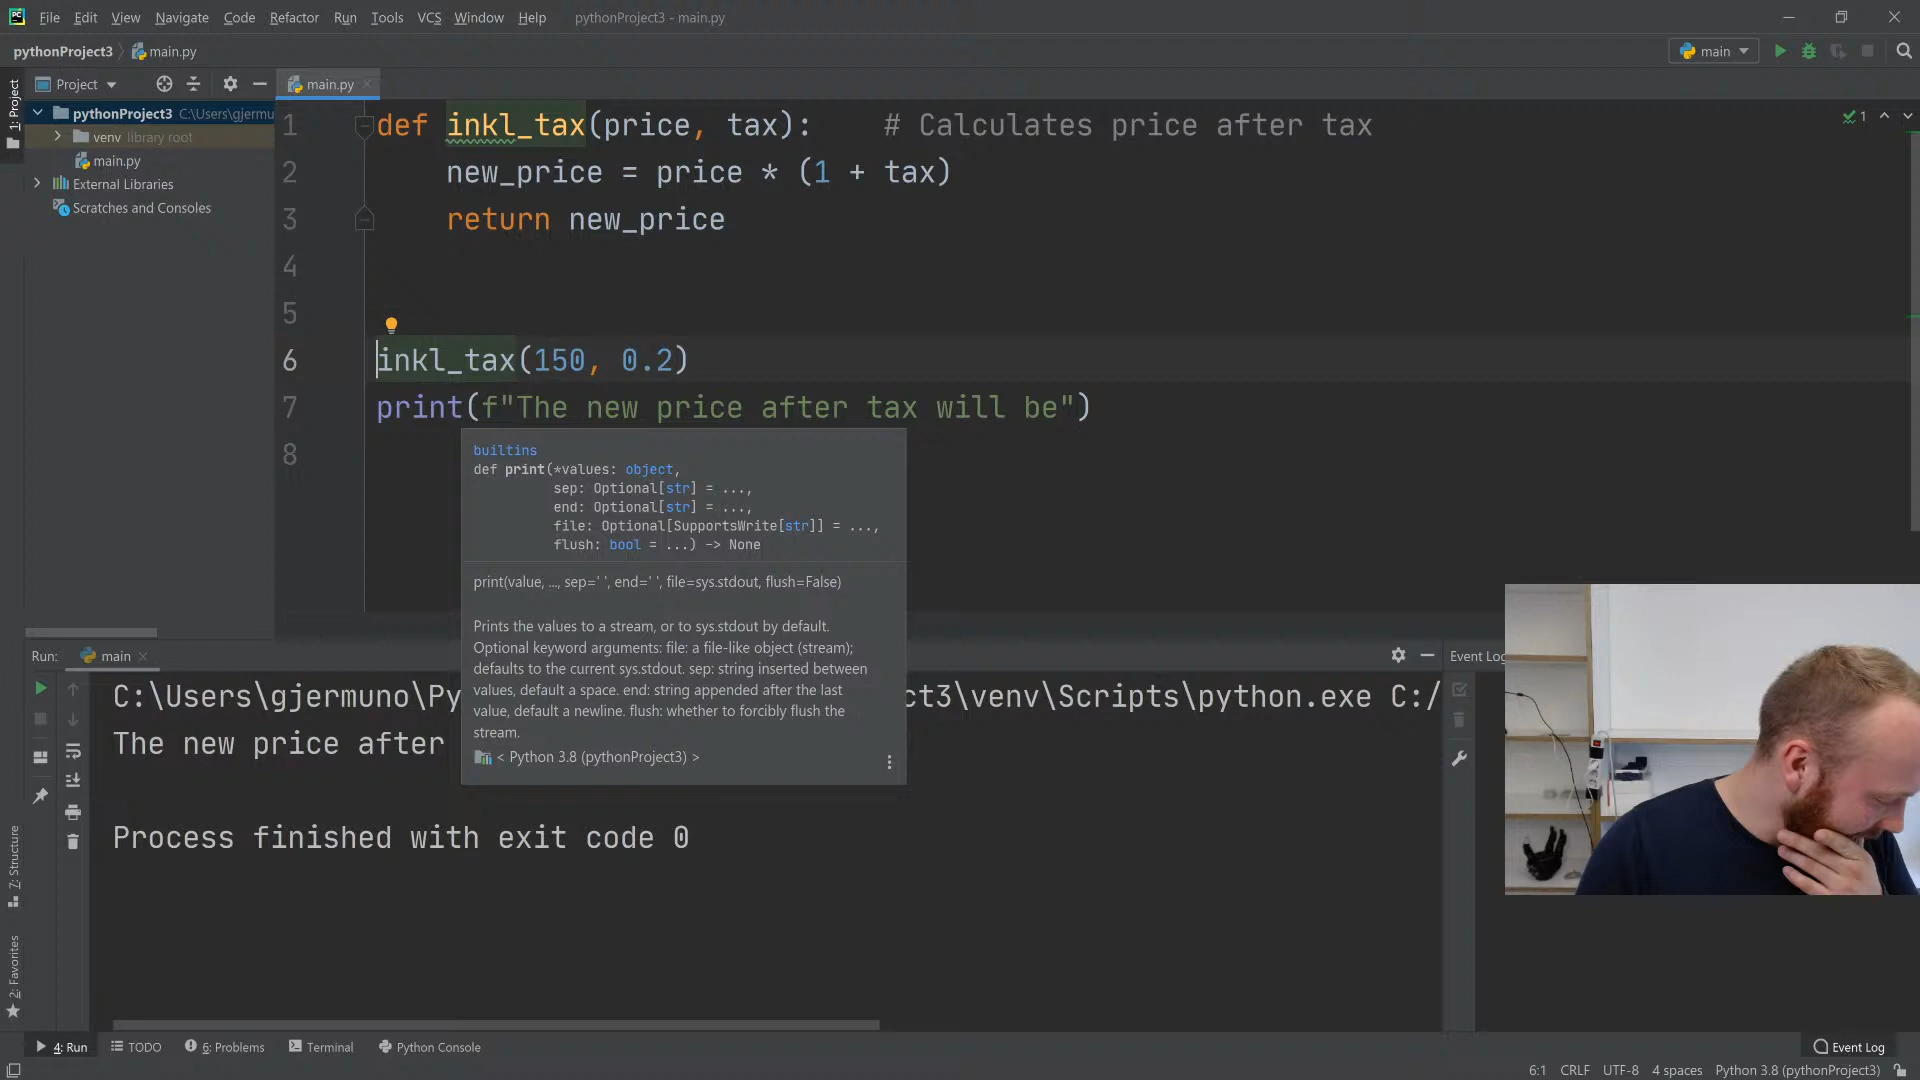 File Edit View Navigate Code Refactor Run Tools VCS Window Help pythonProject3 - main.py
pythonProject3 main.py
main
Project
main.py
1: Project
pythonProject3 C:\Users\gjermu
venv library root
main.py
External Libraries
Scratches and Consoles
1 def inkl_tax(price, tax): # Calculates price after tax
2 new_price = price * (1 + tax)
3 return new_price
4
5
6 inkl_tax(150, 0.2)
7 print(f"The new price after tax will be")
8
1
builtins
def print(*values: object,
sep: Optional[str] = ...,
end: Optional[str] = ...,
file: Optional[SupportsWrite[str]] = ...,
flush: bool = ...) -> None
print(value, ..., sep=' ', end=' ', file=sys.stdout, flush=False)
Prints the values to a stream, or to sys.stdout by default.
Optional keyword arguments: file: a file-like object (stream);
defaults to the current sys.stdout. sep: string inserted between
values, default a space. end: string appended after the last
value, default a newline. flush: whether to forcibly flush the
stream.
< Python 3.8 (pythonProject3) >
Run: main
Event Log
C:\Users\gjermuno\Py ct3\venv\Scripts\python.exe C:/
The new price after
Process finished with exit code 0
7: Structure
2: Favorites
4: Run TODO 6: Problems Terminal Python Console
Event Log
6:1 CRLF UTF-8 4 spaces Python 3.8 (pythonProject3)